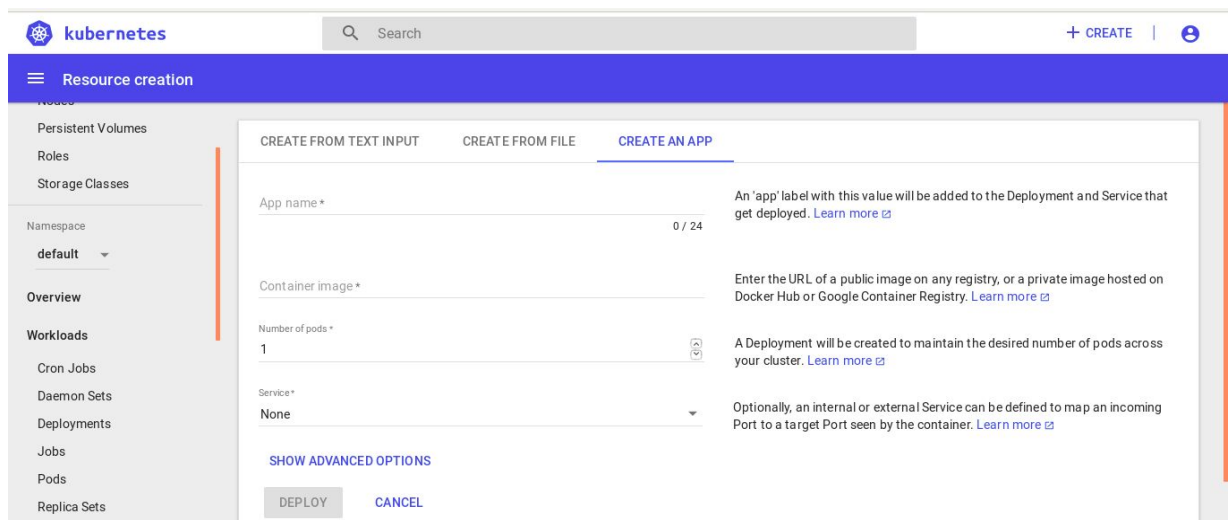 kubernetes
Search
+ CREATE
Resource creation
Nodes
Persistent Volumes
Roles
Storage Classes
Namespace
default
Overview
Workloads
Cron Jobs
Daemon Sets
Deployments
Jobs
Pods
Replica Sets
CREATE FROM TEXT INPUT CREATE FROM FILE CREATE AN APP
App name *
0 / 24
An 'app' label with this value will be added to the Deployment and Service that
get deployed. Learn more
Container image *
Enter the URL of a public image on any registry, or a private image hosted on
Docker Hub or Google Container Registry. Learn more
Number of pods *
1
A Deployment will be created to maintain the desired number of pods across
your cluster. Learn more
Service *
None
Optionally, an internal or external Service can be defined to map an incoming
Port to a target Port seen by the container. Learn more
SHOW ADVANCED OPTIONS
DEPLOY CANCEL